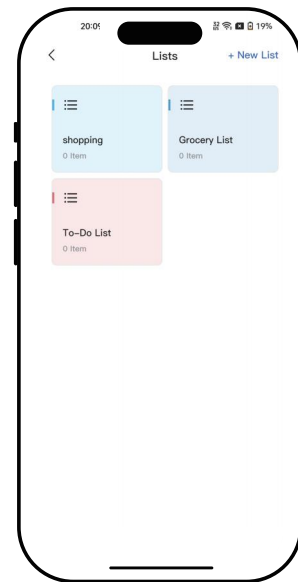 20:09
19%
Lists
+ New List
shopping
0 Item
Grocery List
0 Item
To-Do List
0 Item